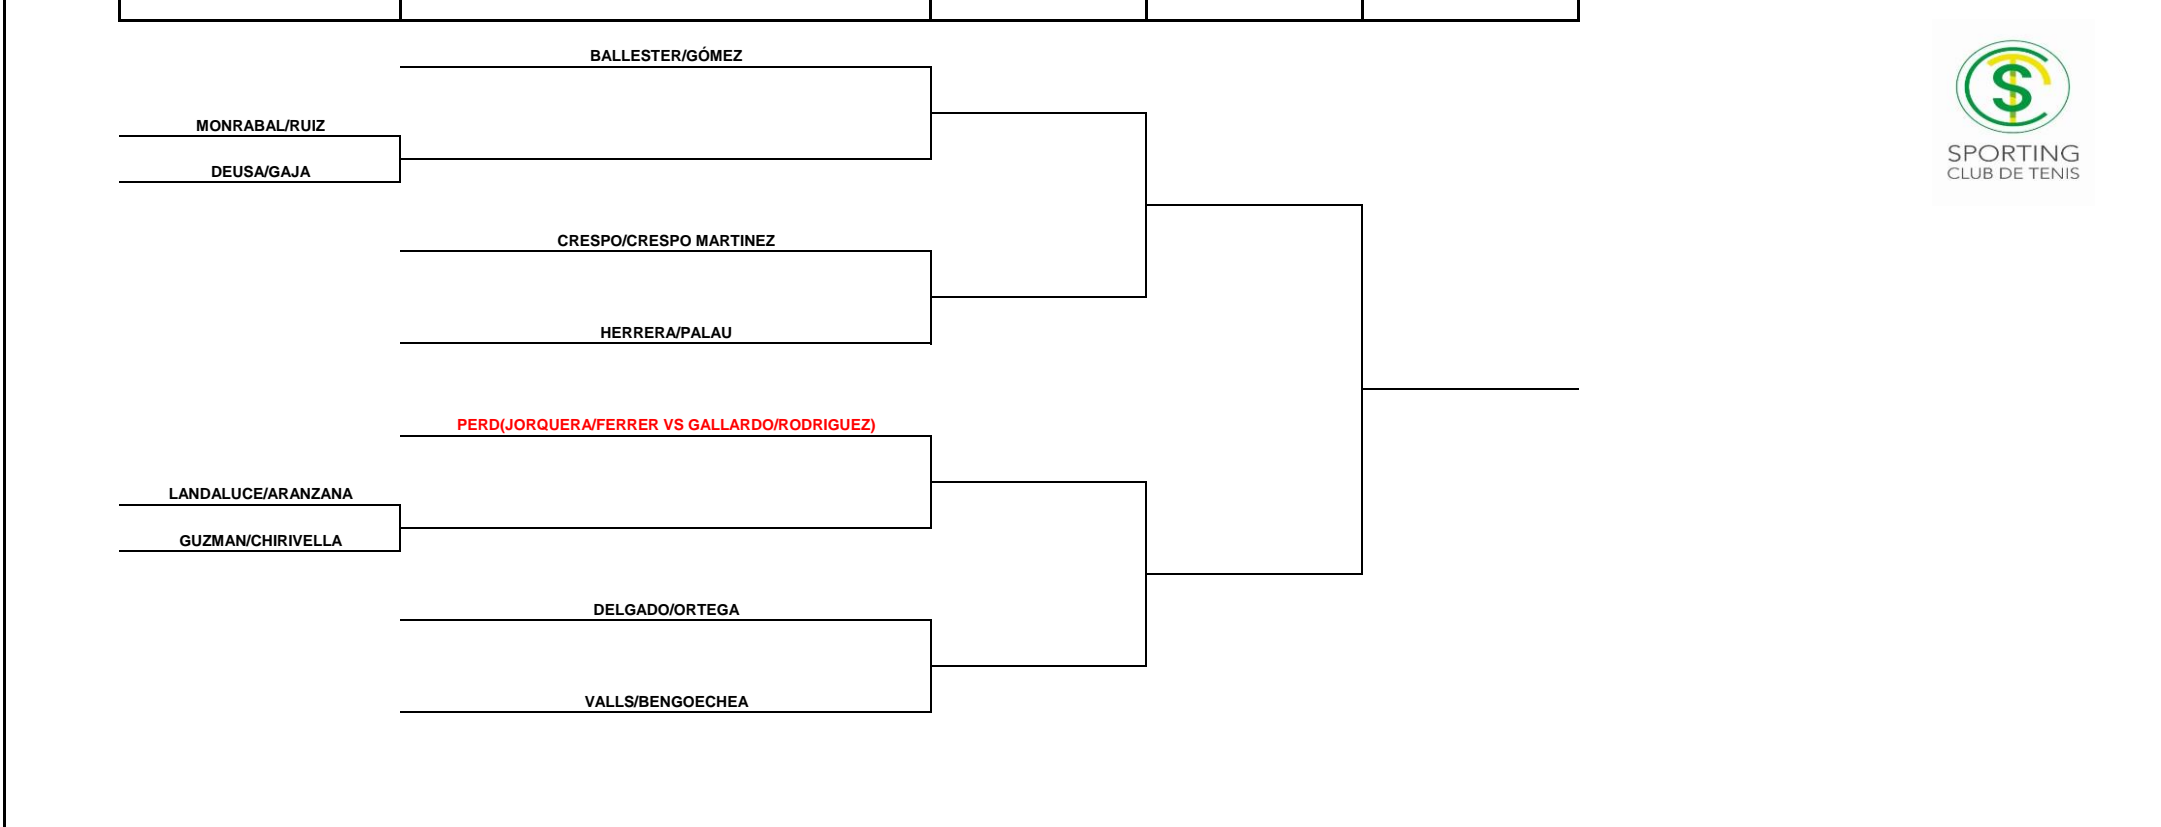 BALLESTER/GÓMEZ
MONRABAL/RUIZ
DEUSA/GAJA
CRESPO/CRESPO MARTINEZ
HERRERA/PALAU
PERD(JORQUERA/FERRER VS GALLARDO/RODRIGUEZ)
LANDALUCE/ARANZANA
GUZMAN/CHIRIVELLA
DELGADO/ORTEGA
VALLS/BENGOECHEA
SPORTING
CLUB DE TENIS